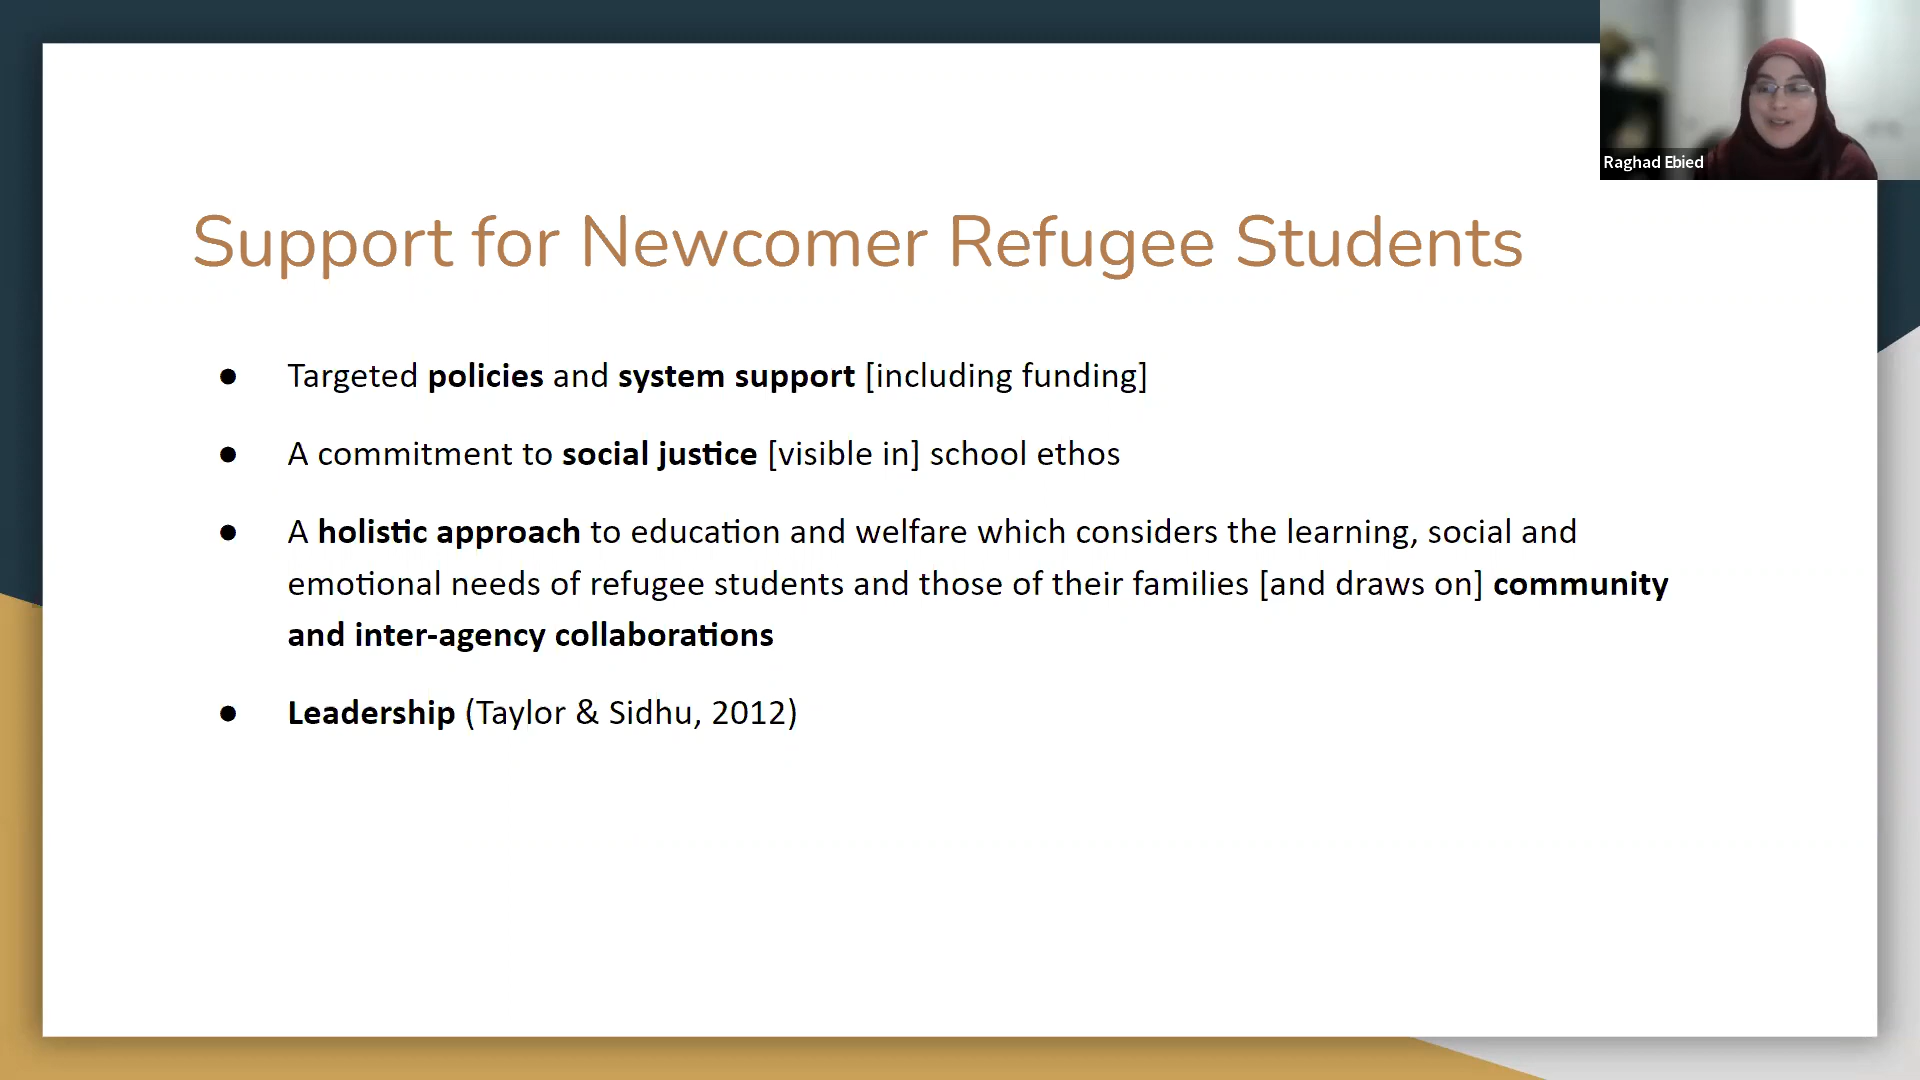 Raghad Ebied
Support for Newcomer Refugee Students
● Targeted policies and system support [including funding]
● A commitment to social justice [visible in] school ethos
● A holistic approach to education and welfare which considers the learning, social and
emotional needs of refugee students and those of their families [and draws on] community
and inter-agency collaborations
● Leadership (Taylor & Sidhu, 2012)